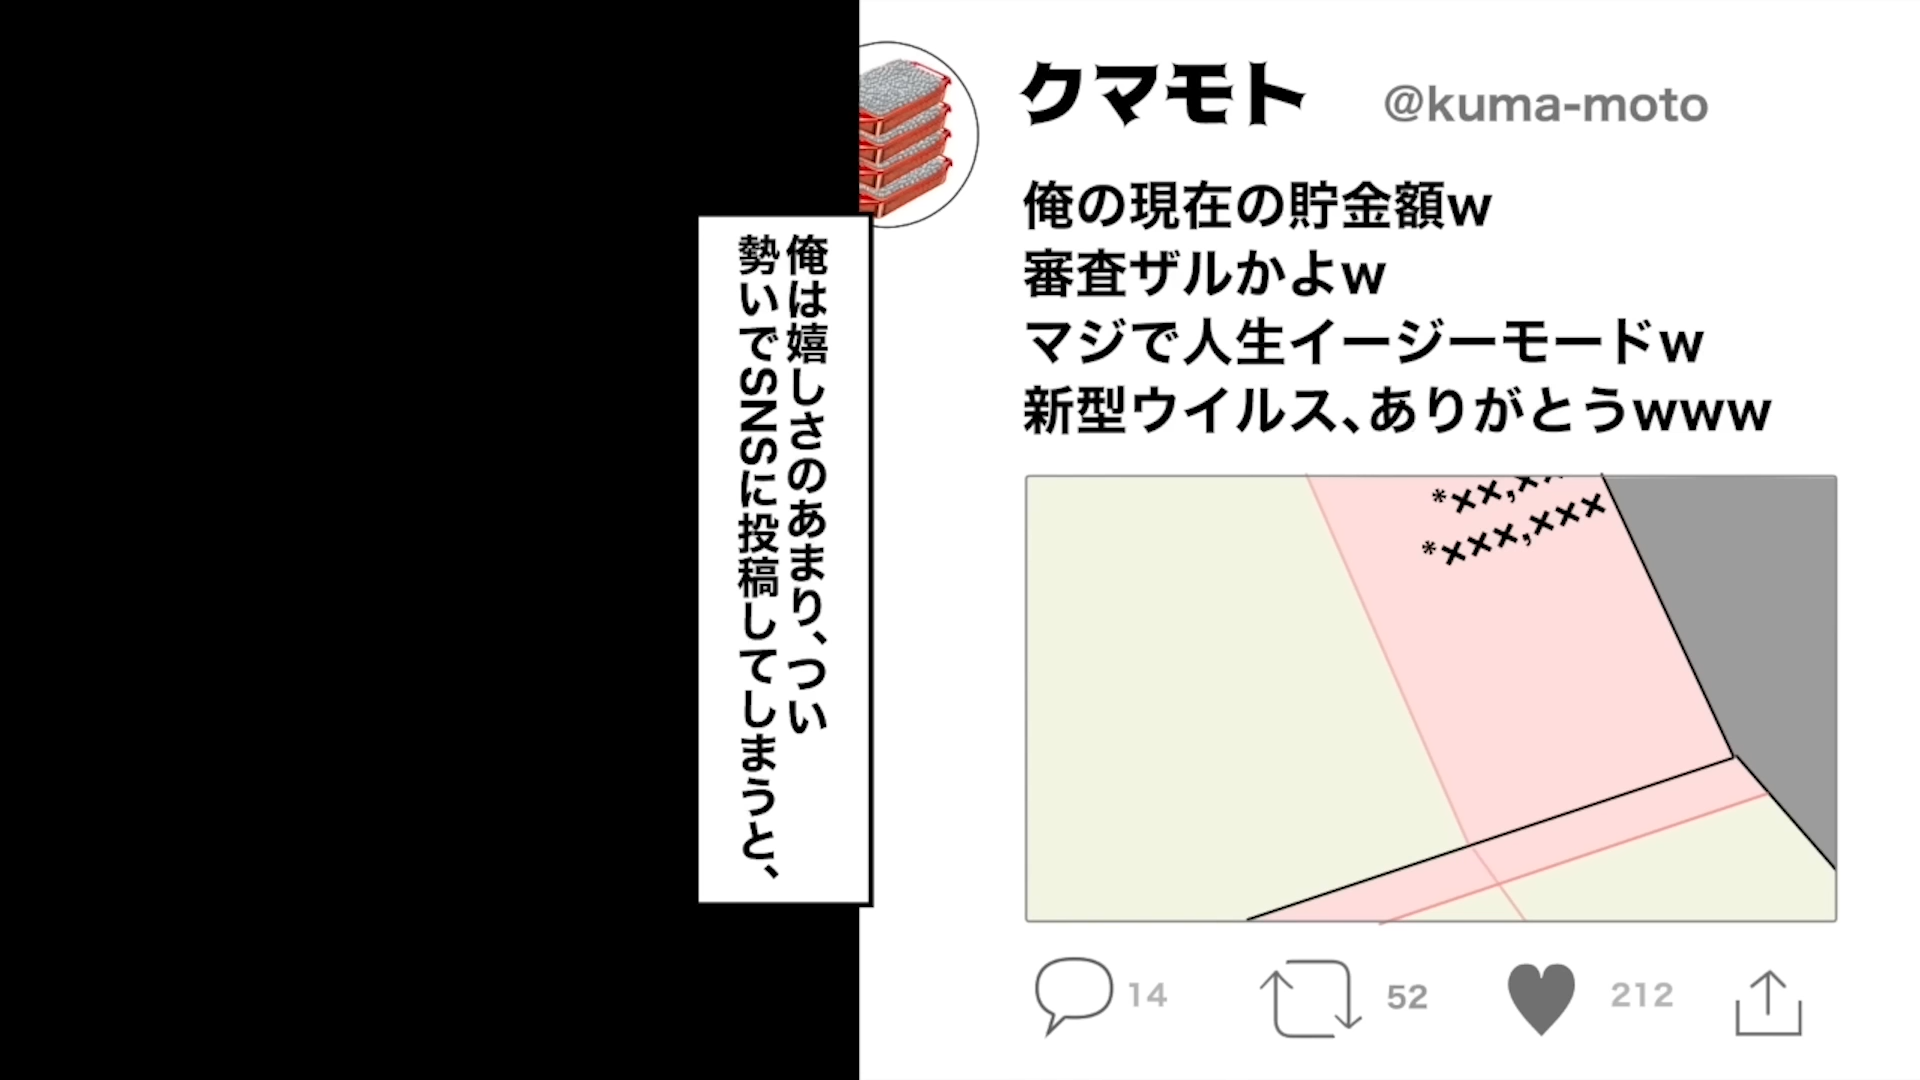 俺は嬉しさのあまり、つい
勢いでSNSに投稿してしまうと、
クマモト @kuma-moto
俺の現在の貯金額w
審査ザルかよw
マジで人生イージーモードw
新型ウイルス、ありがとうwww
*×××,×××
14 52 212